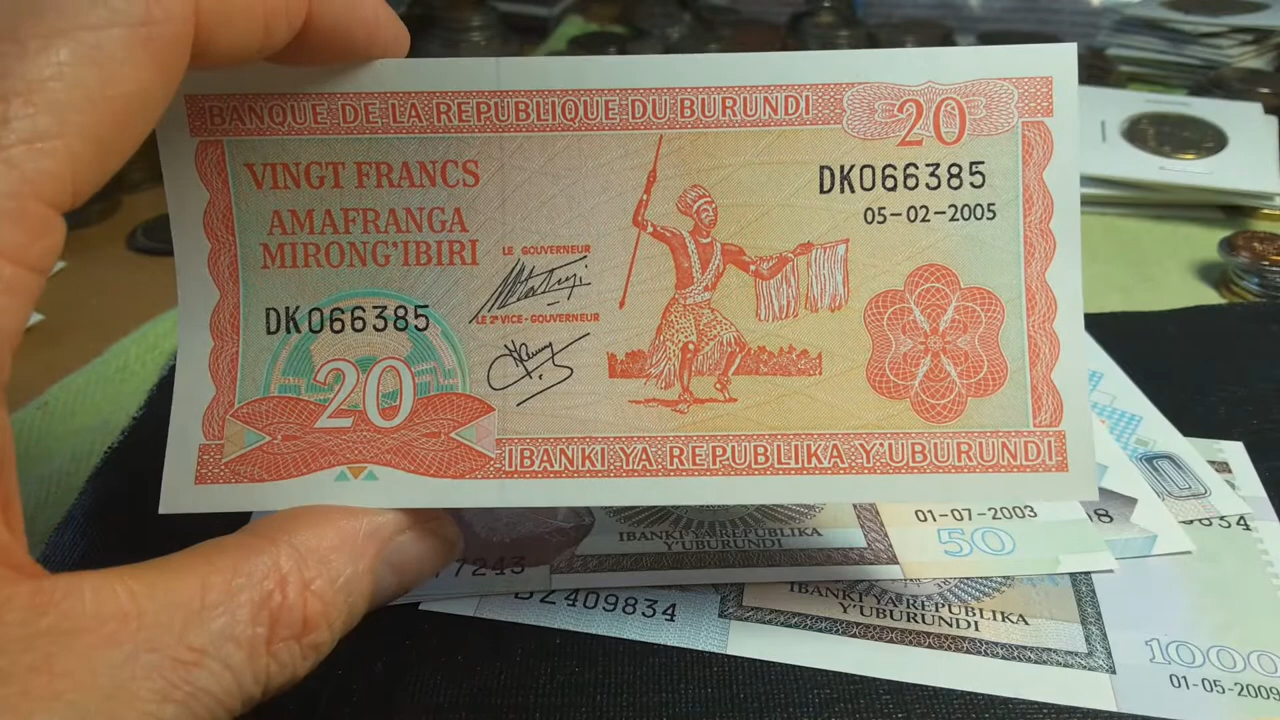 BANQUE DE LA REPUBLIQUE DU BURUNDI
20
VINGT FRANCS
AMAFRANGA
MIRONG'IBIRI
DK066385
05-02-2005
LE GOUVERNEUR
LE 2e VICE-GOUVERNEUR
DK066385
20
IBANKI YA REPUBLIKA Y'UBURUNDI
IBANKI YA REPUBLIKA
Y'UBURUNDI
01-07-2003
50
7243
DZ409834
IBANKI YA REPUBLIKA
Y'UBURUNDI
1000
01-05-2009